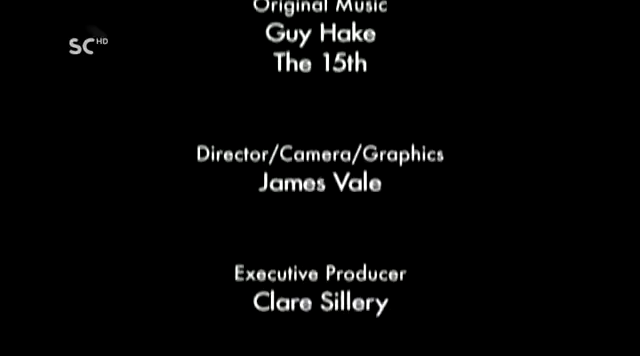 Original Music
SC HD
Guy Hake
The 15th
Director/Camera/Graphics
James Vale
Executive Producer
Clare Sillery